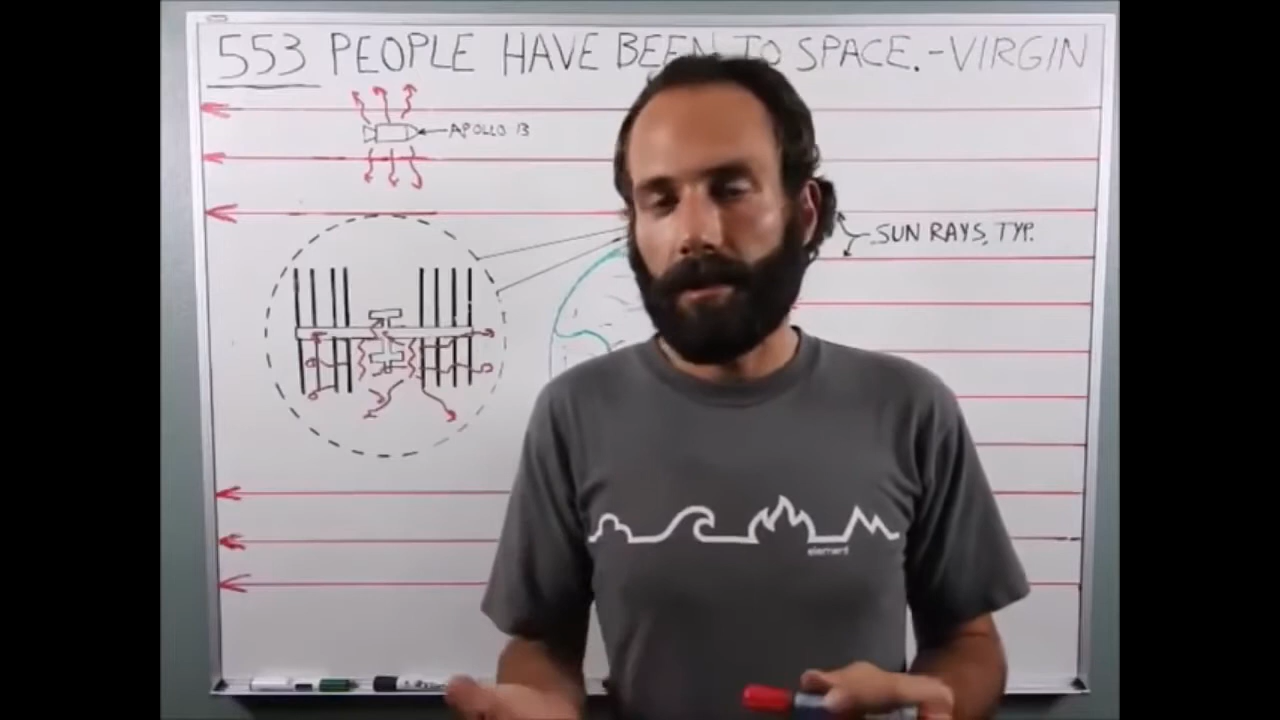 553 PEOPLE HAVE BEEN TO SPACE.-VIRGIN
APOLLO 13
SUN RAYS, TYP.
element